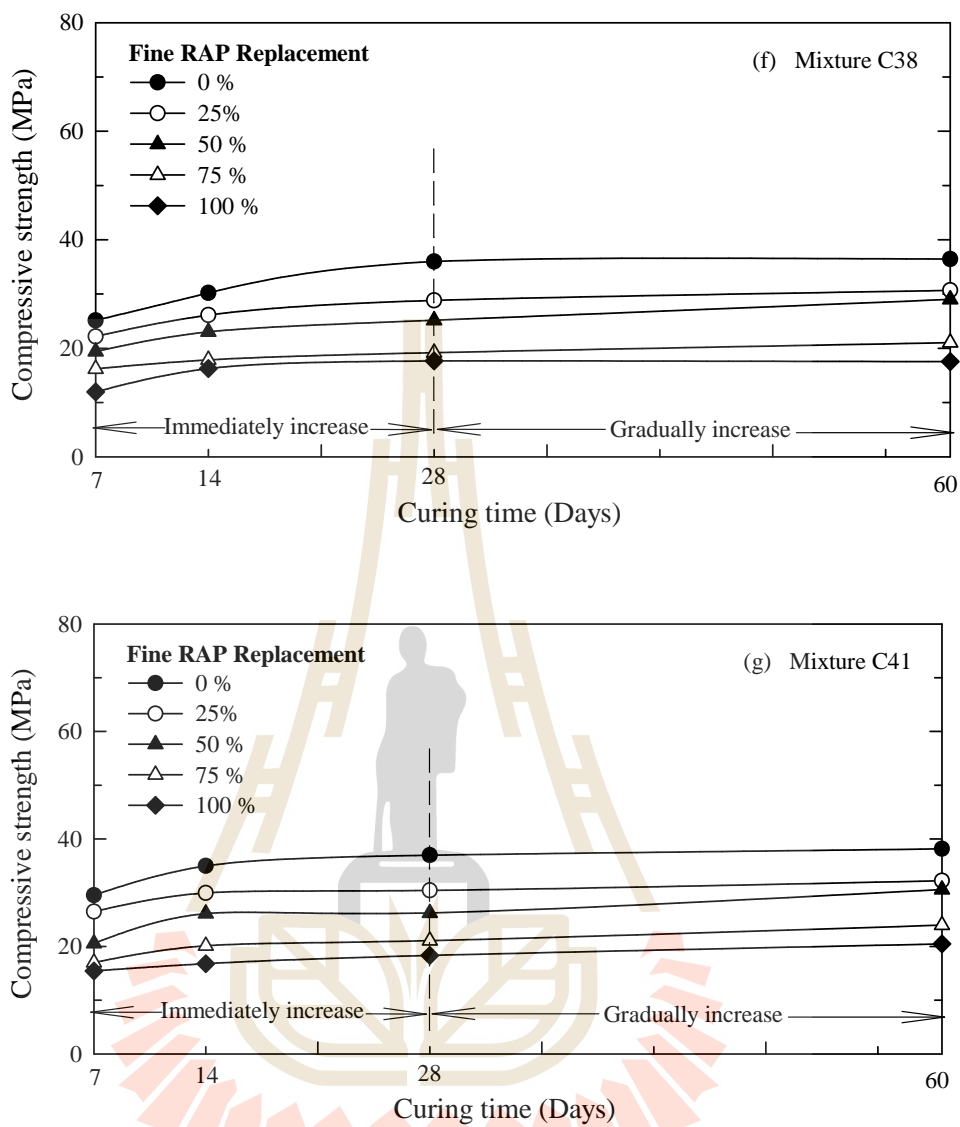 80
60
40
20
0
Compressive strength (MPa)
Fine RAP Replacement
0 %
25%
50 %
75 %
100 %
(f) Mixture C38
Immediately increase
Gradually increase
7
14
28
60
Curing time (Days)
80
60
40
20
0
Compressive strength (MPa)
Fine RAP Replacement
0 %
25%
50 %
75 %
100 %
(g) Mixture C41
Immediately increase
Gradually increase
7
14
28
60
Curing time (Days)